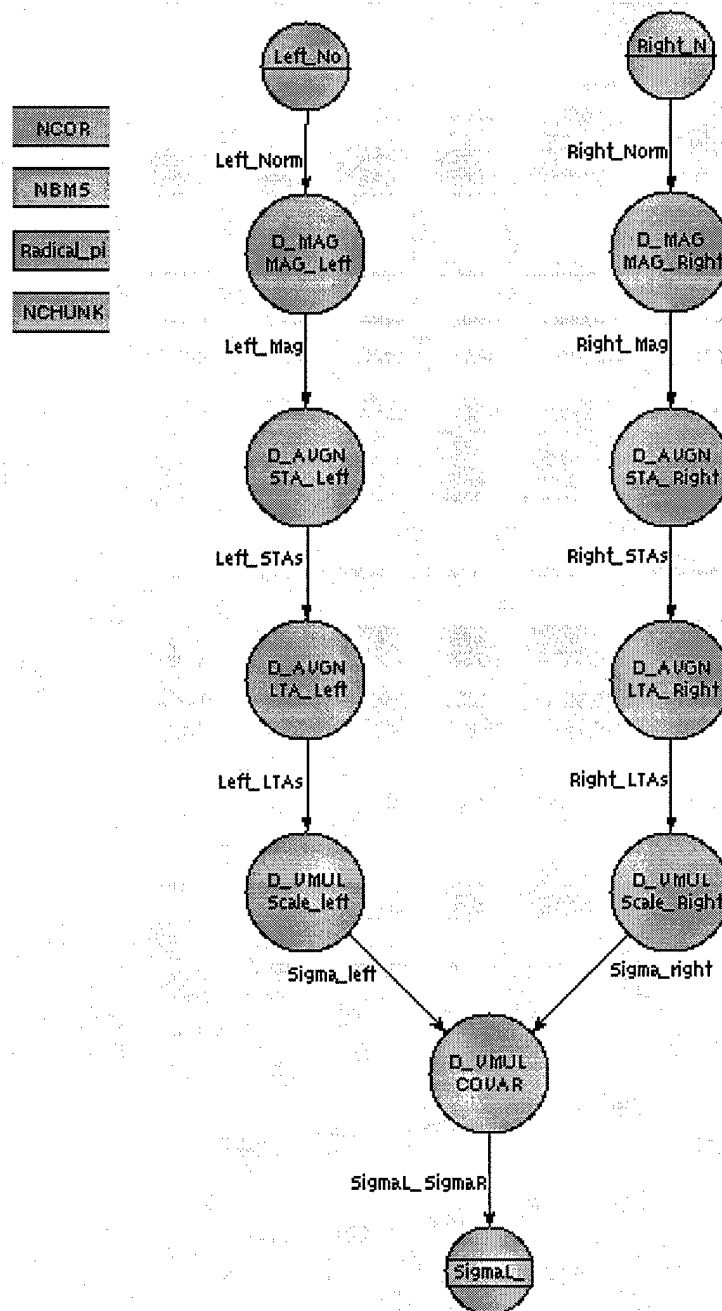 Left_No
Right_N
NCOR
NBMS
Radical_pi
NCHUNK
Left_Norm
Right_Norm
D_MAG
MAG_Left
D_MAG
MAG_Right
Left_Mag
Right_Mag
D_AVGN
STA_Left
D_AVGN
STA_Right
Left_STAs
Right_STAs
D_AVGN
LTA_Left
D_AVGN
LTA_Right
Left_LTAs
Right_LTAs
D_VMUL
Scale_left
D_VMUL
Scale_Right
Sigma_left
Sigma_right
D_VMUL
COVAR
SigmaL_SigmaR
SigmaL_